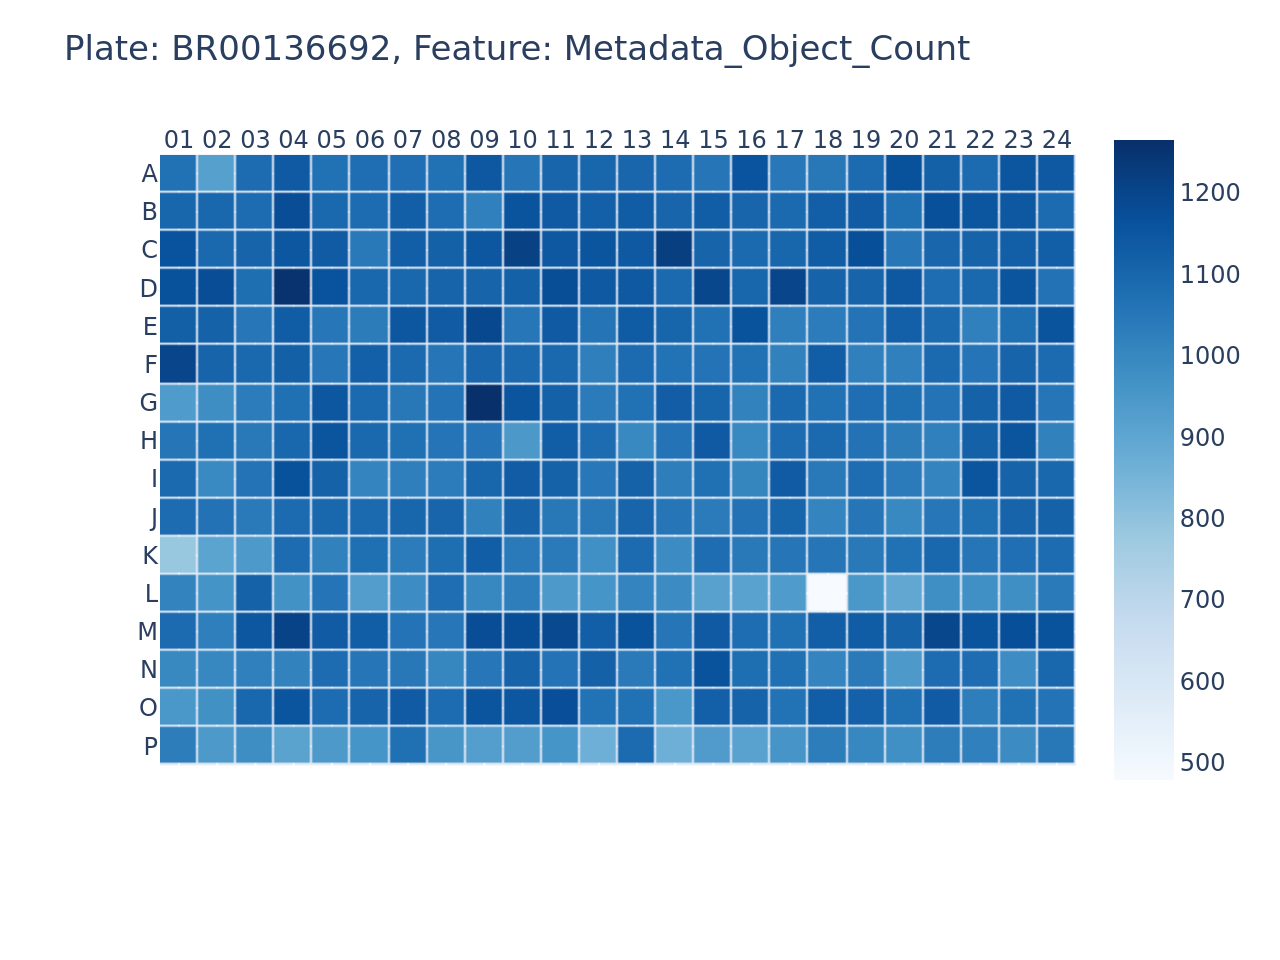 Plate: BR00136692, Feature: Metadata_Object_Count
01 02 03 04 05 06 07 08 09 10 11 12 13 14 15 16 17 18 19 20 21 22 23 24
A
B
C
D
E
F
G
H
I
J
K
L
M
N
O
P
1200
1100
1000
900
800
700
600
500